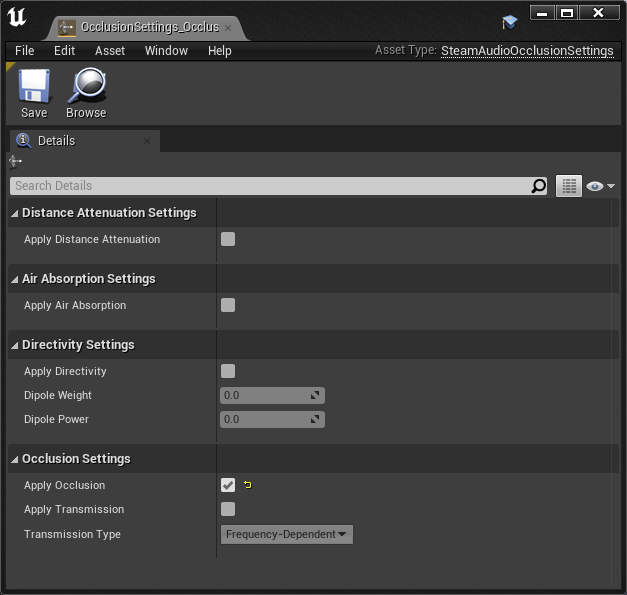 OcclusionSettings_Occlus
File Edit Asset Window Help Asset Type: SteamAudioOcclusionSettings
Save Browse
Details
Search Details
Distance Attenuation Settings
Apply Distance Attenuation
Air Absorption Settings
Apply Air Absorption
Directivity Settings
Apply Directivity
Dipole Weight 0.0
Dipole Power 0.0
Occlusion Settings
Apply Occlusion
Apply Transmission
Transmission Type Frequency-Dependent